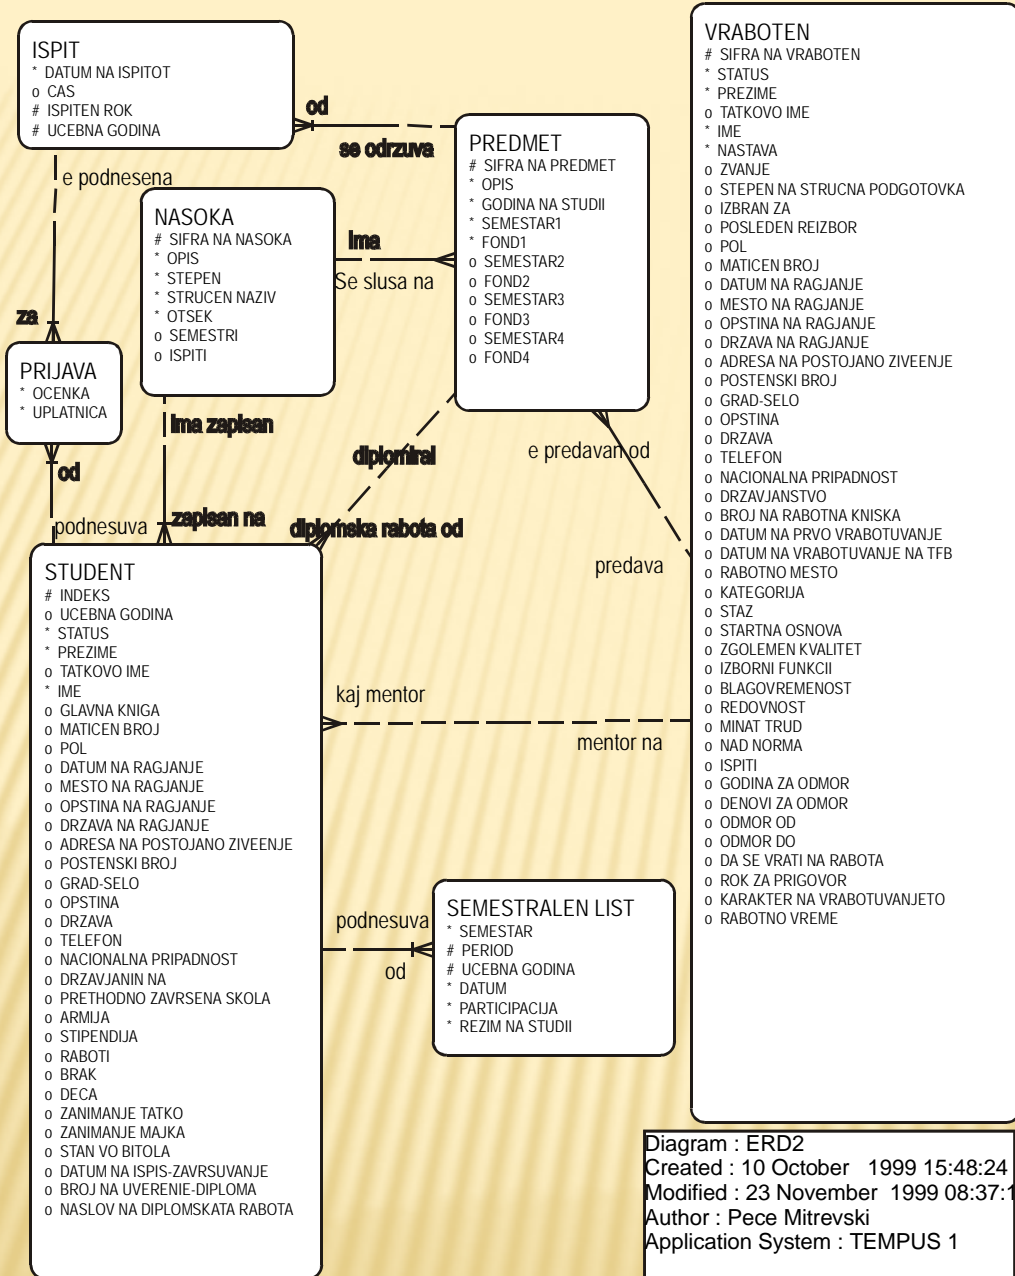 ISPIT
* DATUM NA ISPITOT
o CAS
# ISPITEN ROK
# UCEBNA GODINA
od
se odrzuva
e podnesena
za
NASOKA
# SIFRA NA NASOKA
* OPIS
* STEPEN
* STRUCEN NAZIV
* OTSEK
o SEMESTRI
o ISPITI
Ima
Se slusa na
PREDMET
# SIFRA NA PREDMET
* OPIS
* GODINA NA STUDII
* SEMESTAR1
* FOND1
o SEMESTAR2
o FOND2
o SEMESTAR3
o FOND3
o SEMESTAR4
o FOND4
PRIJAVA
* OCENKA
* UPLATNICA
od
podnesuva
Ima zapisan
zapisan na
diplomiral
diplomska rabota od
e predavan od
predava
STUDENT
# INDEKS
o UCEBNA GODINA
* STATUS
* PREZIME
o TATKOVO IME
* IME
o GLAVNA KNIGA
o MATICEN BROJ
o POL
o DATUM NA RAGJANJE
o MESTO NA RAGJANJE
o OPSTINA NA RAGJANJE
o DRZAVA NA RAGJANJE
o ADRESA NA POSTOJANO ZIVEENJE
o POSTENSKI BROJ
o GRAD-SELO
o OPSTINA
o DRZAVA
o TELEFON
o NACIONALNA PRIPADNOST
o DRZAVJANIN NA
o PRETHODNO ZAVRSENA SKOLA
o ARMIJA
o STIPENDIJA
o RABOTI
o BRAK
o DECA
o ZANIMANJE TATKO
o ZANIMANJE MAJKA
o STAN VO BITOLA
o DATUM NA ISPIS-ZAVRSUVANJE
o BROJ NA UVERENIE-DIPLOMA
o NASLOV NA DIPLOMSKATA RABOTA
kaj mentor
mentor na
podnesuva
od
SEMESTRALEN LIST
* SEMESTAR
# PERIOD
# UCEBNA GODINA
* DATUM
* PARTICIPACIJA
* REZIM NA STUDII
VRABOTEN
# SIFRA NA VRABOTEN
* STATUS
* PREZIME
o TATKOVO IME
* IME
* NASTAVA
o ZVANJE
o STEPEN NA STRUCNA PODGOTOVKA
o IZBRAN ZA
o POSLEDEN REIZBOR
o POL
o MATICEN BROJ
o DATUM NA RAGJANJE
o MESTO NA RAGJANJE
o OPSTINA NA RAGJANJE
o DRZAVA NA RAGJANJE
o ADRESA NA POSTOJANO ZIVEENJE
o POSTENSKI BROJ
o GRAD-SELO
o OPSTINA
o DRZAVA
o TELEFON
o NACIONALNA PRIPADNOST
o DRZAVJANSTVO
o BROJ NA RABOTNA KNISKA
o DATUM NA PRVO VRABOTUVANJE
o DATUM NA VRABOTUVANJE NA TFB
o RABOTNO MESTO
o KATEGORIJA
o STAZ
o STARTNA OSNOVA
o ZGOLEMEN KVALITET
o IZBORNI FUNKCII
o BLAGOVREMENOST
o REDOVNOST
o MINAT TRUD
o NAD NORMA
o ISPITI
o GODINA ZA ODMOR
o DENOVI ZA ODMOR
o ODMOR OD
o ODMOR DO
o DA SE VRATI NA RABOTA
o ROK ZA PRIGOVOR
o KARAKTER NA VRABOTUVANJETO
o RABOTNO VREME
Diagram : ERD2
Created : 10 October 1999 15:48:24
Modified : 23 November 1999 08:37:1
Author : Pece Mitrevski
Application System : TEMPUS 1